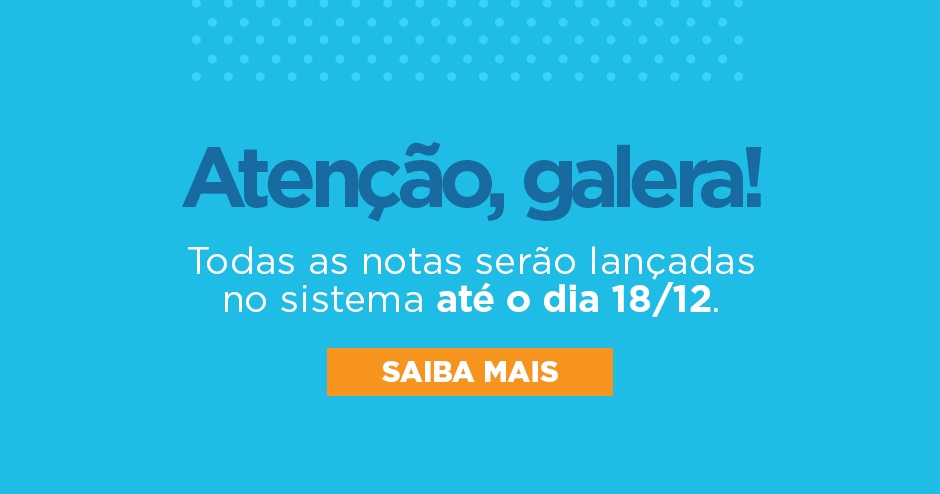 Atenção, galera!
Todas as notas serão lançadas
no sistema até o dia 18/12.
SAIBA MAIS